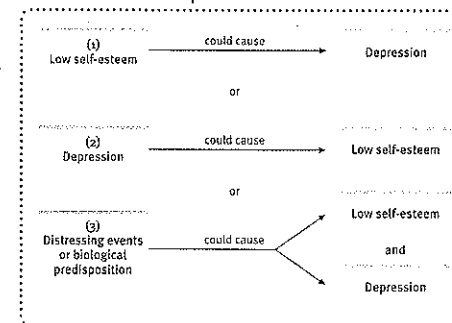 (1)
Low self-esteem
could cause
Depression
or
(2)
Depression
could cause
Low self-esteem
or
(3)
Distressing events
or biological
predisposition
could cause
Low self-esteem
and
Depression